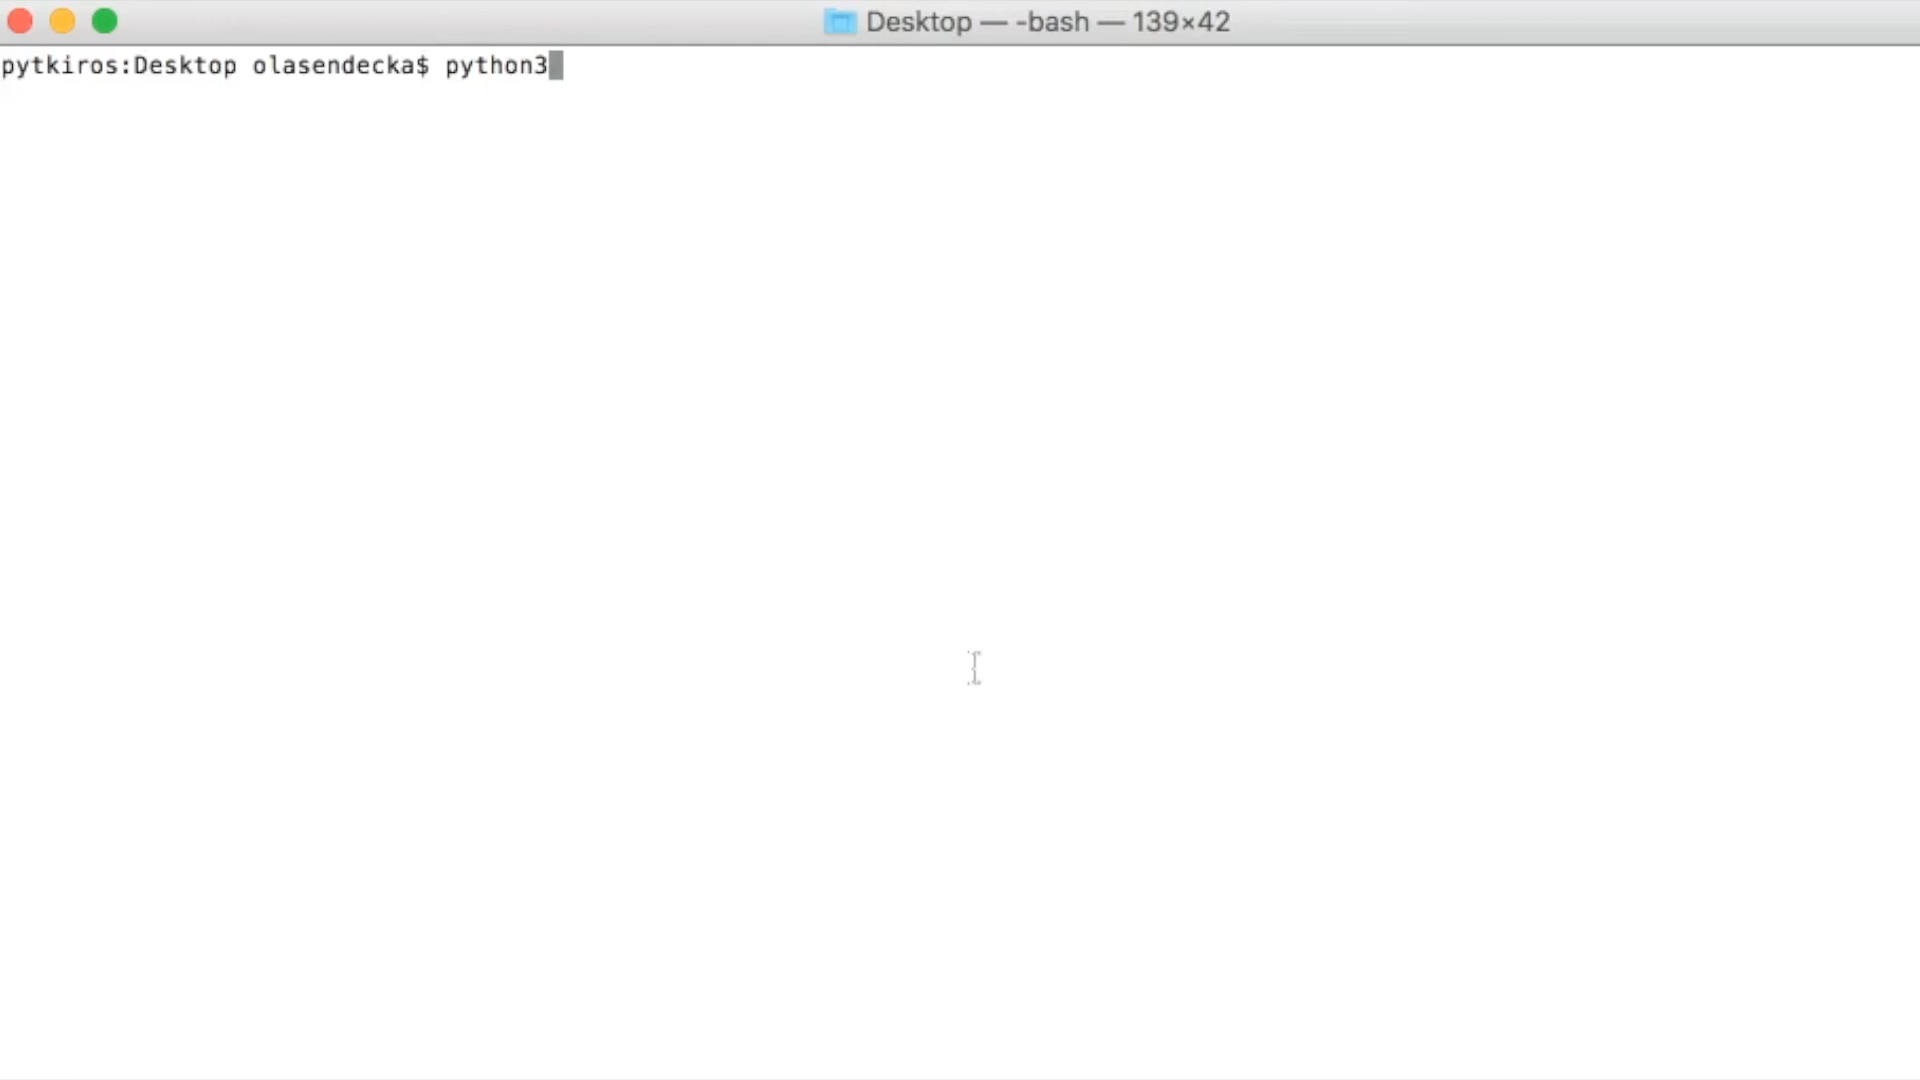 Desktop — -bash — 139×42
pytkiros:Desktop olasendecka$ python3